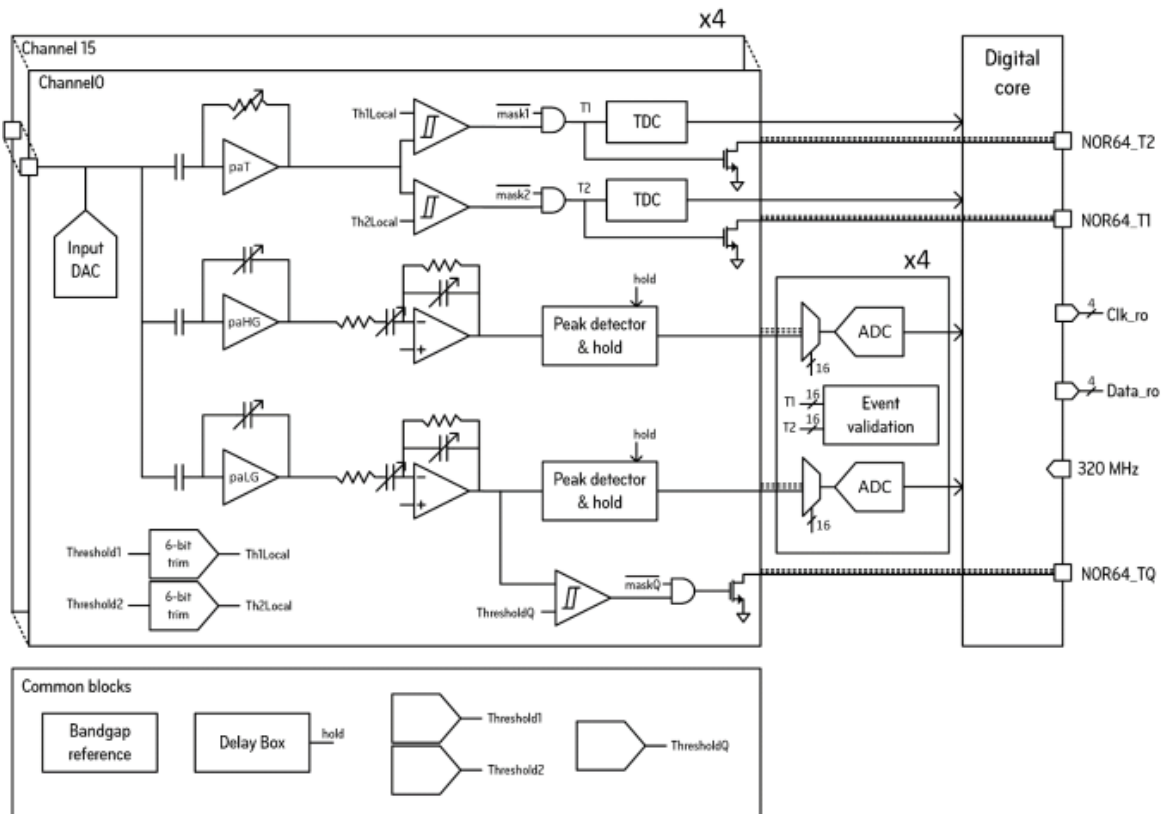 x4
Channel 15
Channel0
Digital
core
Th1Local
mask1
T1
TDC
paT
NOR64_T2
mask2
T2
TDC
Th2Local
NOR64_T1
Input
DAC
x4
hold
paHG
Peak detector
& hold
ADC
4
Clk_ro
16
T1
16
Event
validation
T2
16
4
Data_ro
hold
paLG
Peak detector
& hold
ADC
320 MHz
16
Threshold1
6-bit
trim
Th1Local
Threshold2
6-bit
trim
Th2Local
maskQ
ThresholdQ
NOR64_TQ
Common blocks
Bandgap
reference
Delay Box
hold
Threshold1
Threshold2
ThresholdQ